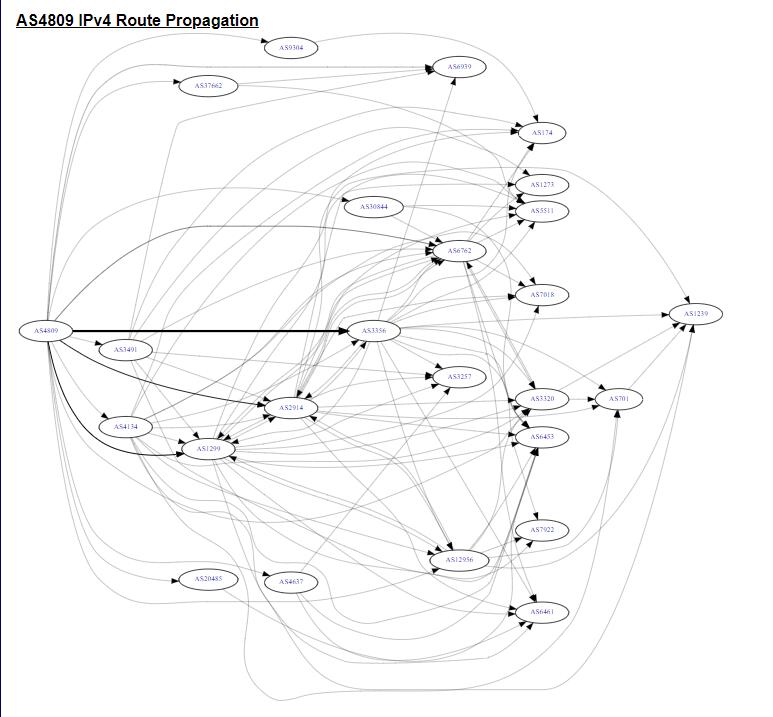 AS4809 IPv4 Route Propagation
AS9304
AS6939
AS37662
AS174
AS1273
AS30844
AS5511
AS6762
AS7018
AS1239
AS4809
AS3356
AS3491
AS3257
AS3320
AS701
AS2914
AS4134
AS6453
AS1299
AS7922
AS12956
AS20485
AS4637
AS6461